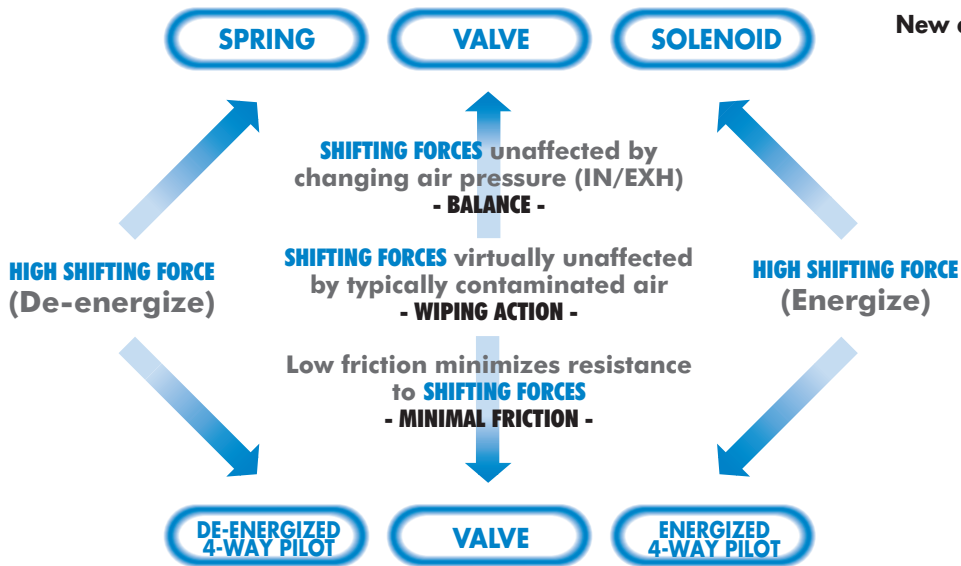 SPRING
VALVE
SOLENOID
New
SHIFTING FORCES unaffected by
changing air pressure (IN/EXH)
- BALANCE -
HIGH SHIFTING FORCE
(De-energize)
SHIFTING FORCES virtually unaffected
by typically contaminated air
- WIPING ACTION -
HIGH SHIFTING FORCE
(Energize)
Low friction minimizes resistance
to SHIFTING FORCES
- MINIMAL FRICTION -
DE-ENERGIZED
4-WAY PILOT
VALVE
ENERGIZED
4-WAY PILOT